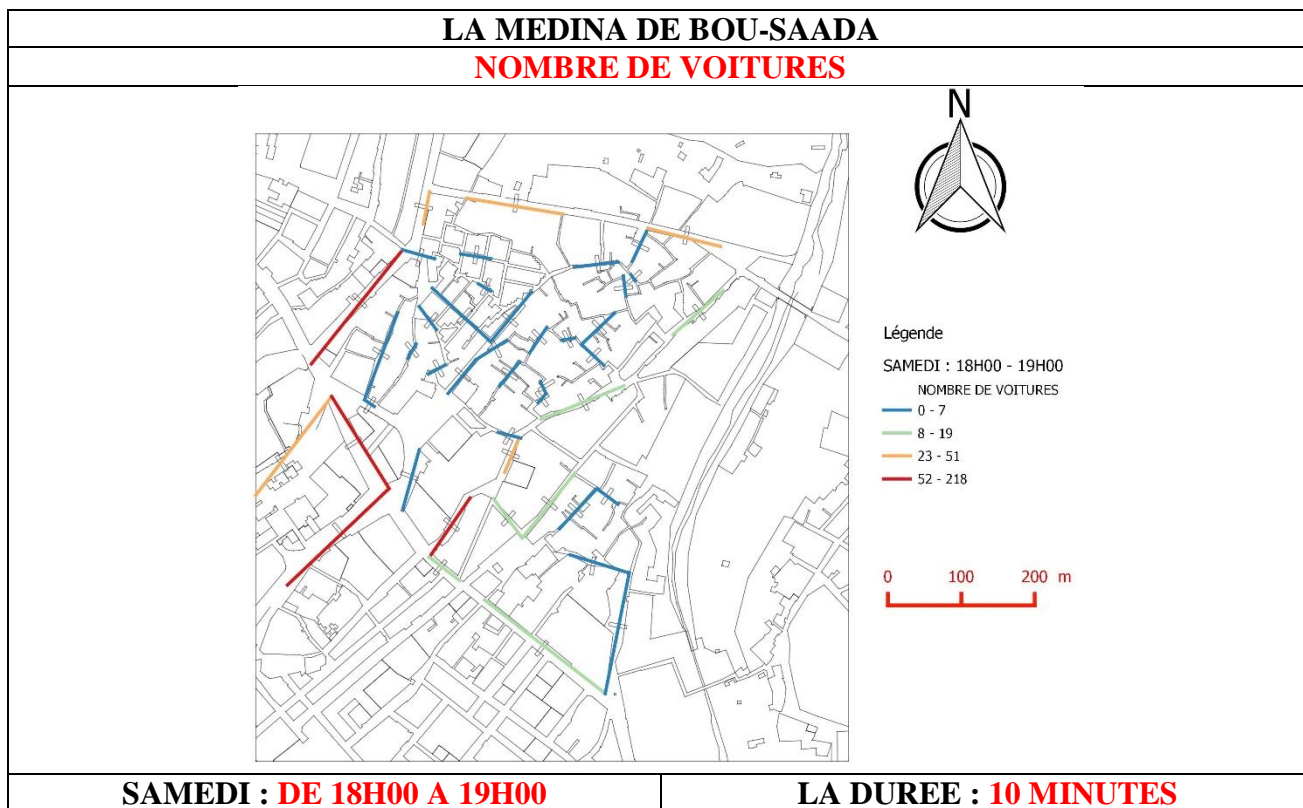 LA MEDINA DE BOU-SAADA
NOMBRE DE VOITURES
N
Légende
SAMEDI : 18H00 - 19H00
NOMBRE DE VOITURES
0 - 7
8 - 19
23 - 51
52 - 218
0 100 200 m
SAMEDI : DE 18H00 A 19H00
LA DUREE : 10 MINUTES